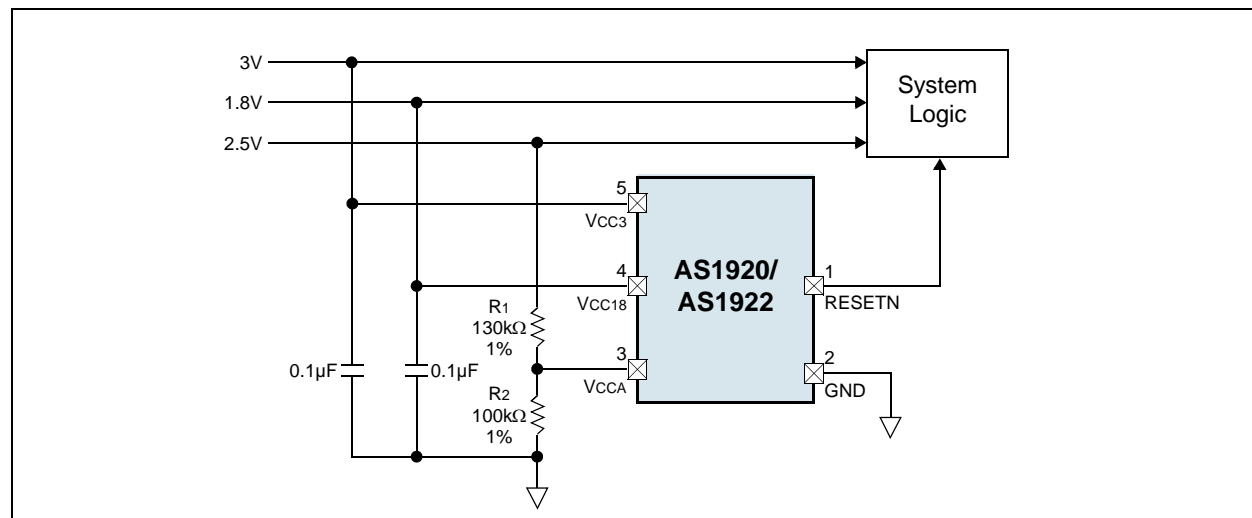 3V
1.8V
2.5V
System
Logic
5
VCC3
4
VCC18
AS1920/
AS1922
1
RESETN
R1
130kΩ
1%
3
VCCA
2
GND
0.1µF
0.1µF
R2
100kΩ
1%